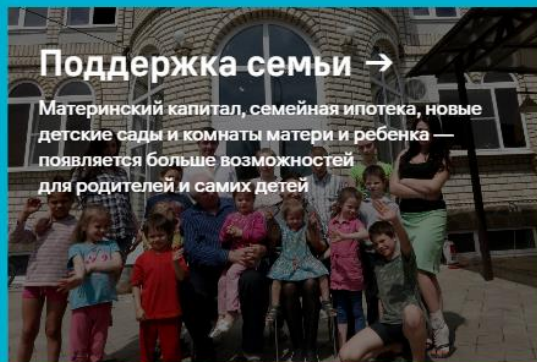 Поддержка семьи →
Материнский капитал, семейная ипотека, новые
детские сады и комнаты матери и ребенка —
появляется больше возможностей
для родителей и самих детей